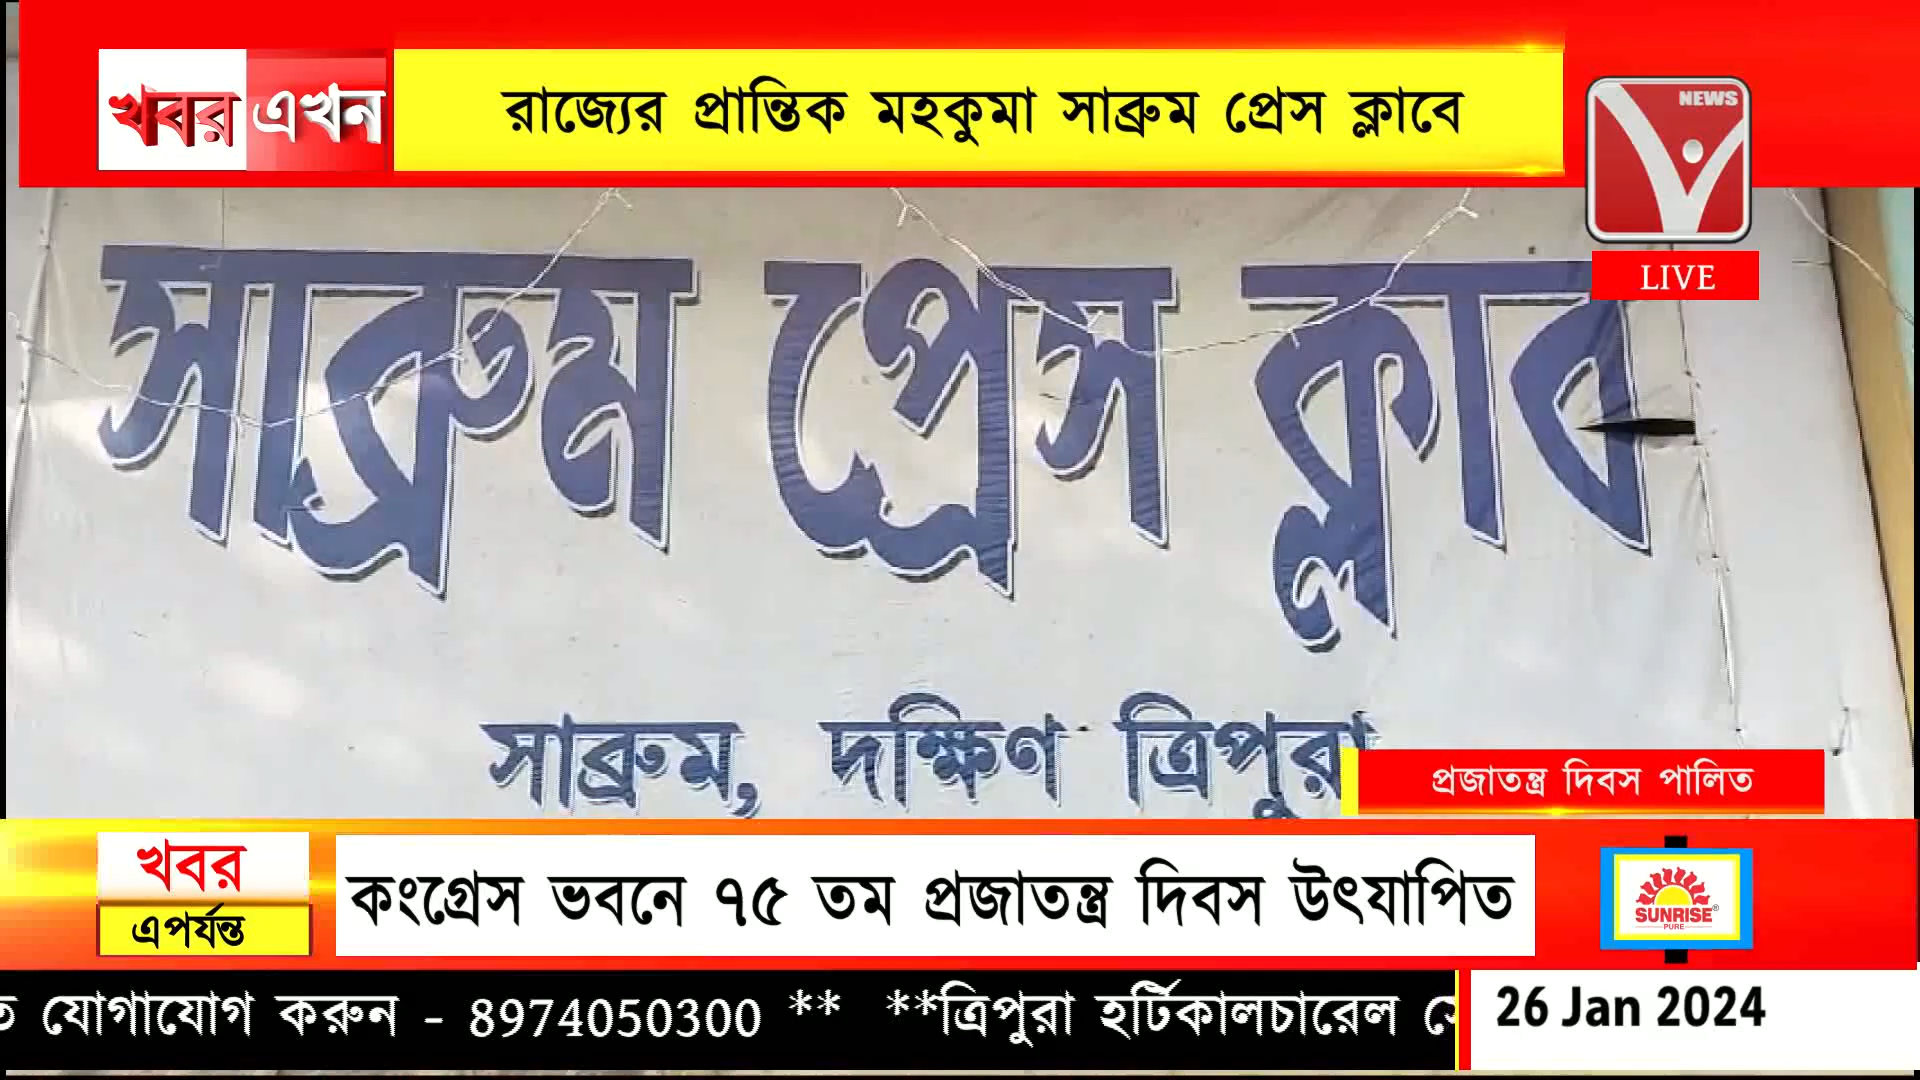 খবর এখন
রাজ্যের প্রান্তিক মহকুমা সাব্রুম প্রেস ক্লাবে
NEWS
LIVE
সাব্রুম প্রেস ক্লাব
সাব্রুম, দক্ষিণ ত্রিপুরা
প্রজাতন্ত্র দিবস পালিত
খবর
এপর্যন্ত
কংগ্রেস ভবনে ৭৫ তম প্রজাতন্ত্র দিবস উৎযাপিত
SUNRISE®
PURE
যোগাযোগ করুন - 8974050300 ** **ত্রিপুরা হর্টিকালচারেল
26 Jan 2024